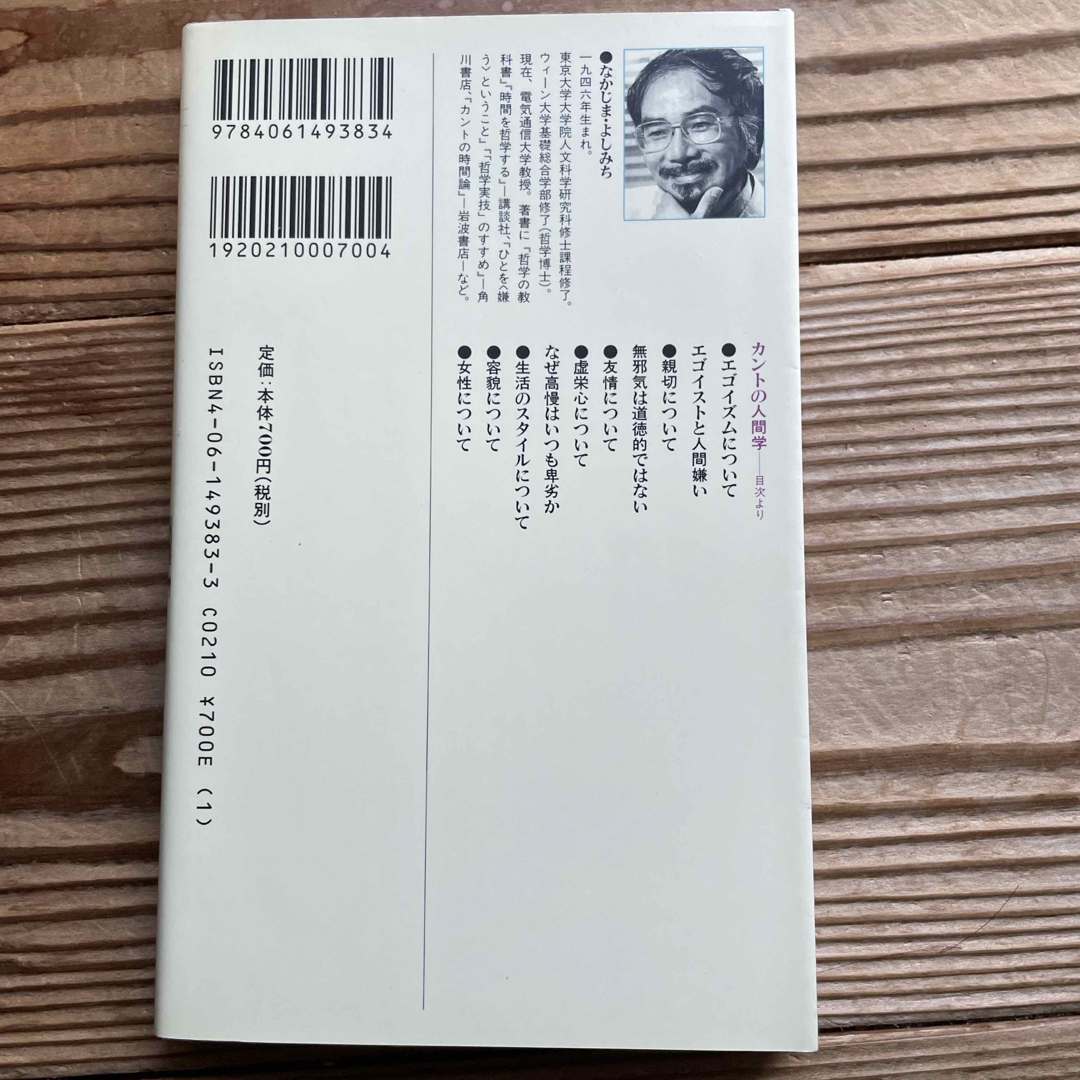 ●なかじま・よしみち
一九四六年生まれ。
東京大学大学院人文科学研究科修士課程修了。
ウィーン大学基礎総合学部修了(哲学博士)。
現在、電気通信大学教授。著書に『哲学の教
科書』『時間を哲学する』―講談社、『ひとを〈嫌
う〉ということ』『「哲学実技」のすすめ』―角
川書店、『カントの時間論』―岩波書店―など。
カントの人間学――目次より
●エゴイズムについて
エゴイストと人間嫌い
●親切について
無邪気は道徳的ではない
●友情について
●虚栄心について
なぜ高慢はいつも卑劣か
●生活のスタイルについて
●容貌について
●女性について
9784061493834
1920210007004
定価:本体700円(税別)
ISBN4-06-149383-3 C0210 ¥700E (1)